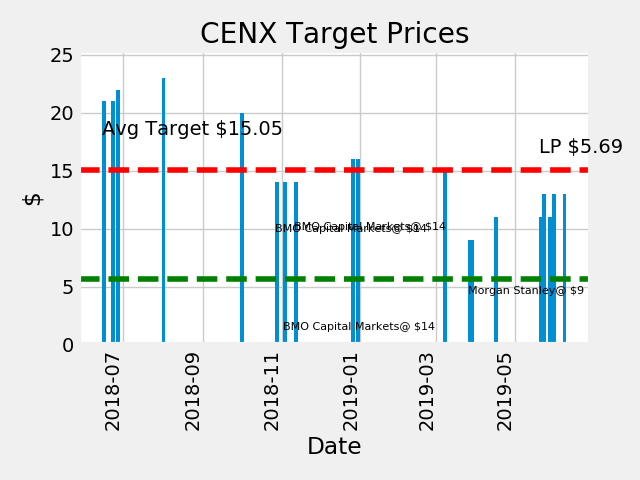 CENX Target Prices
25
20
15
10
5
0
$
Avg Target $15.05
LP $5.69
BMO Capital Markets@ $14
BMO Capital Markets@ $14
Morgan Stanley@ $9
BMO Capital Markets@ $14
2018-07
2018-09
2018-11
2019-01
2019-03
2019-05
Date